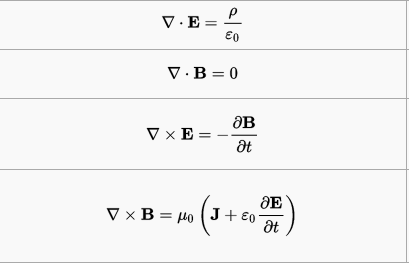 ∇ ⋅ 𝐄 = ρ/ε₀
∇ ⋅ 𝐁 = 0
∇ × 𝐄 = −∂𝐁/∂t
∇ × 𝐁 = μ₀ (𝐉 + ε₀ ∂𝐄/∂t)